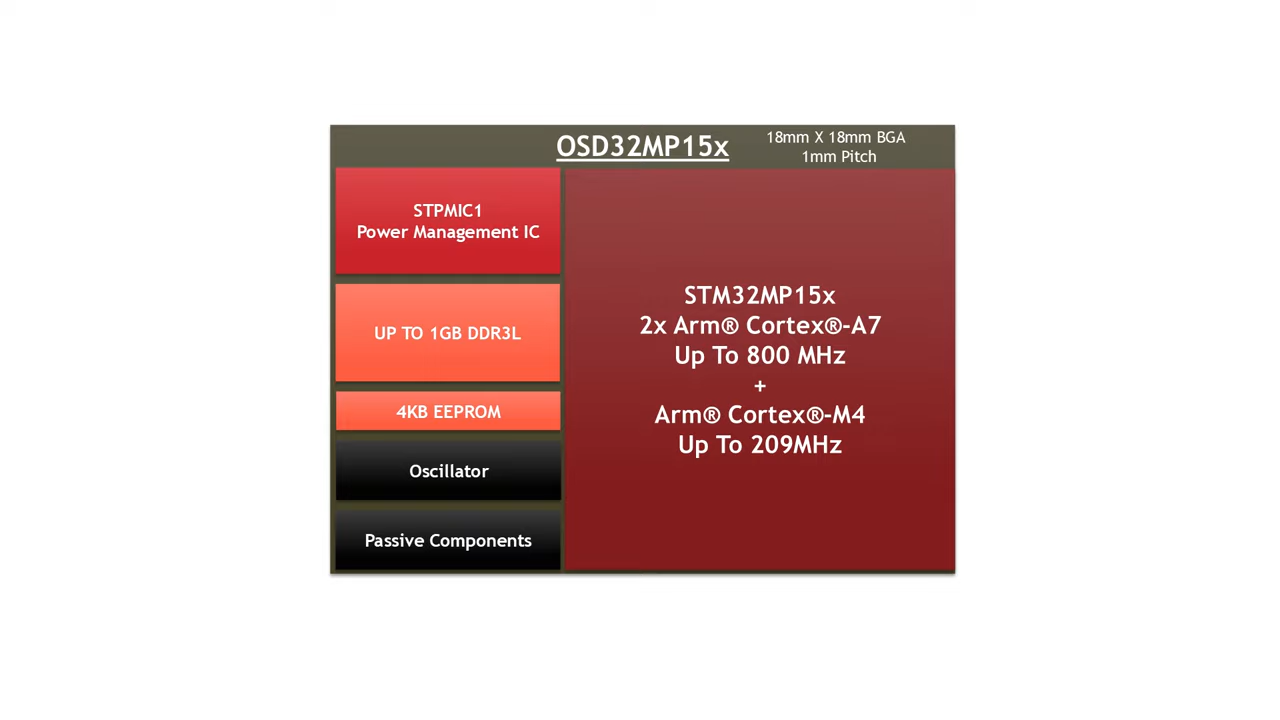 OSD32MP15x
18mm X 18mm BGA
1mm Pitch
STPMIC1
Power Management IC
UP TO 1GB DDR3L
4KB EEPROM
Oscillator
Passive Components
STM32MP15x
2x Arm® Cortex®-A7
Up To 800 MHz
+
Arm® Cortex®-M4
Up To 209MHz